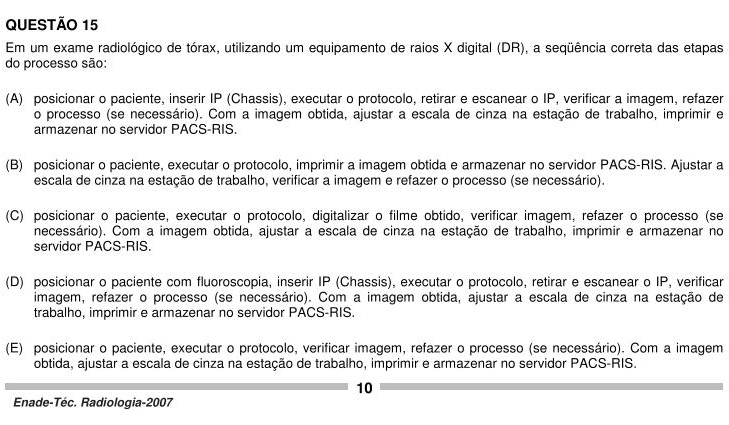 QUESTÃO 15
Em um exame radiológico de tórax, utilizando um equipamento de raios X digital (DR), a seqüência correta das etapas
do processo são:
(A) posicionar o paciente, inserir IP (Chassis), executar o protocolo, retirar e escanear o IP, verificar a imagem, refazer
o processo (se necessário). Com a imagem obtida, ajustar a escala de cinza na estação de trabalho, imprimir e
armazenar no servidor PACS-RIS.
(B) posicionar o paciente, executar o protocolo, imprimir a imagem obtida e armazenar no servidor PACS-RIS. Ajustar a
escala de cinza na estação de trabalho, verificar a imagem e refazer o processo (se necessário).
(C) posicionar o paciente, executar o protocolo, digitalizar o filme obtido, verificar imagem, refazer o processo (se
necessário). Com a imagem obtida, ajustar a escala de cinza na estação de trabalho, imprimir e armazenar no
servidor PACS-RIS.
(D) posicionar o paciente com fluoroscopia, inserir IP (Chassis), executar o protocolo, retirar e escanear o IP, verificar
imagem, refazer o processo (se necessário). Com a imagem obtida, ajustar a escala de cinza na estação de
trabalho, imprimir e armazenar no servidor PACS-RIS.
(E) posicionar o paciente, executar o protocolo, verificar imagem, refazer o processo (se necessário). Com a imagem
obtida, ajustar a escala de cinza na estação de trabalho, imprimir e armazenar no servidor PACS-RIS.
10
Enade-Téc. Radiologia-2007